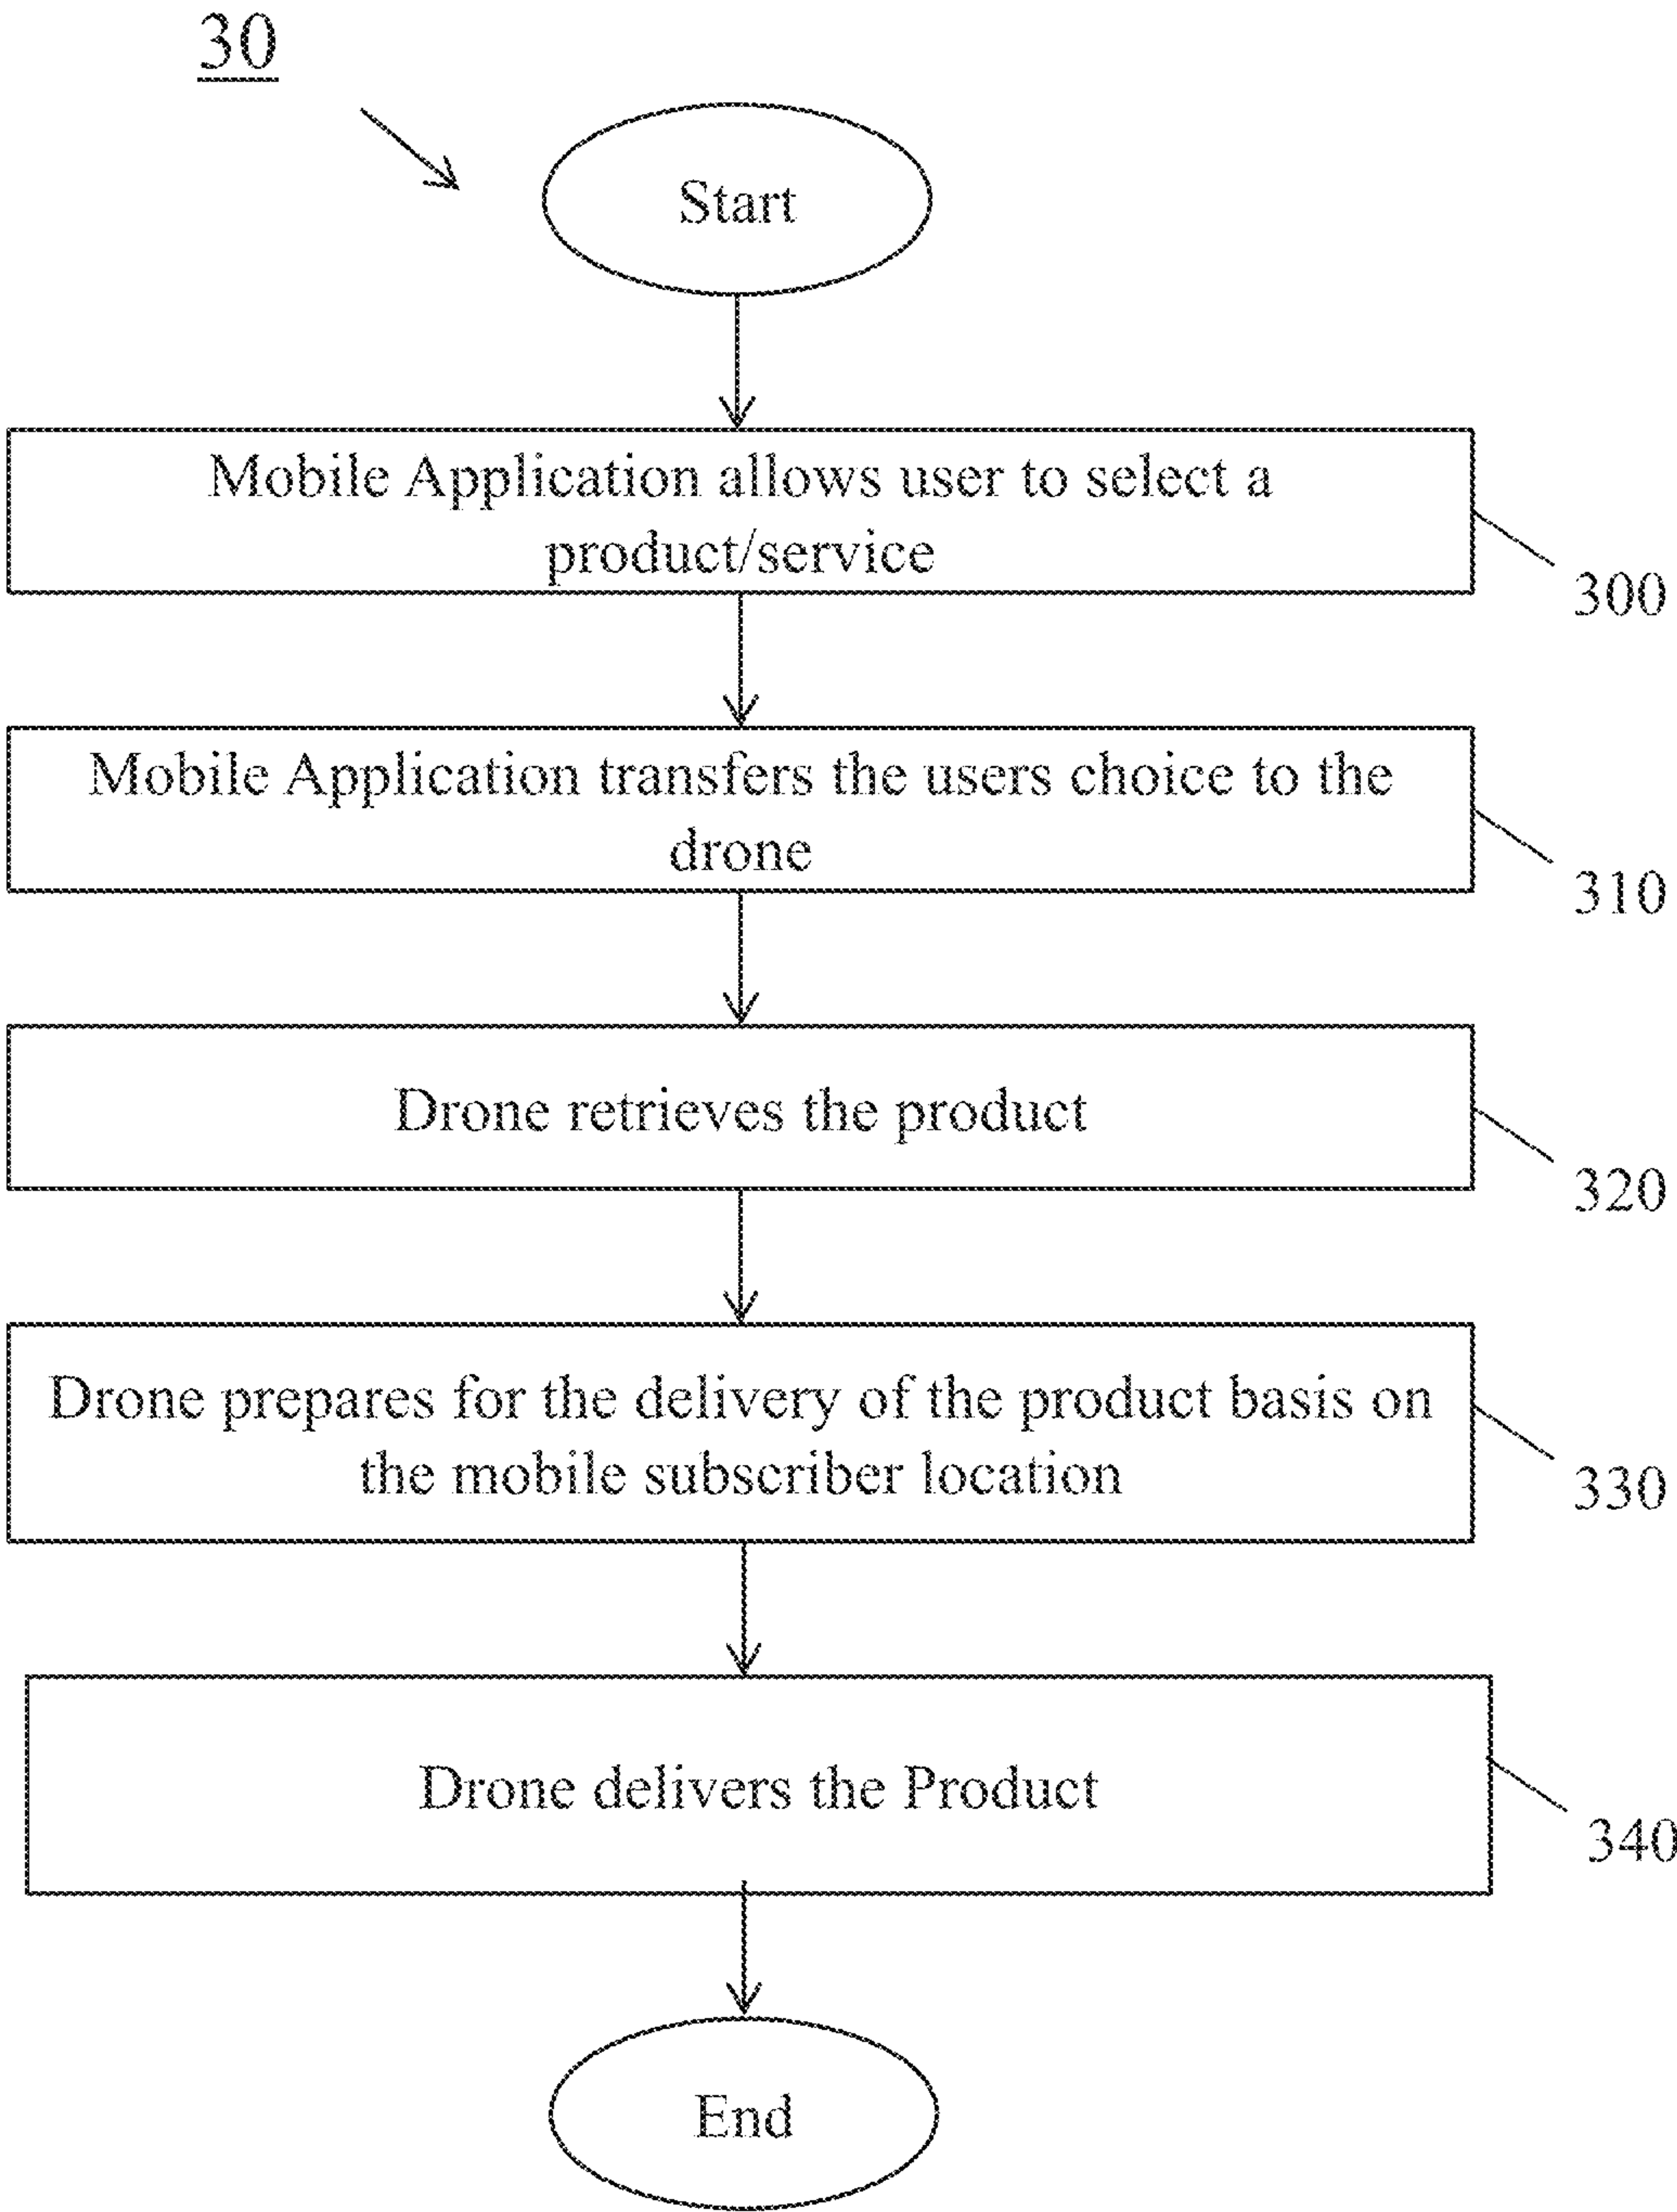 30
Start
Mobile Application allows user to select a
product/service
300
Mobile Application transfers the users choice to the
drone
310
Drone retrieves the product
320
Drone prepares for the delivery of the product basis on
the mobile subscriber location
330
Drone delivers the Product
340
End